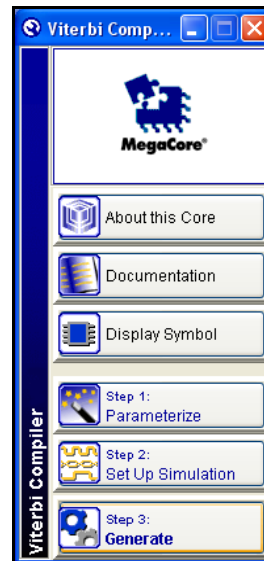 Viterbi Comp...
MegaCore®
About this Core
Documentation
Display Symbol
Step 1:
Parameterize
Step 2:
Set Up Simulation
Step 3:
Generate
Viterbi Compiler